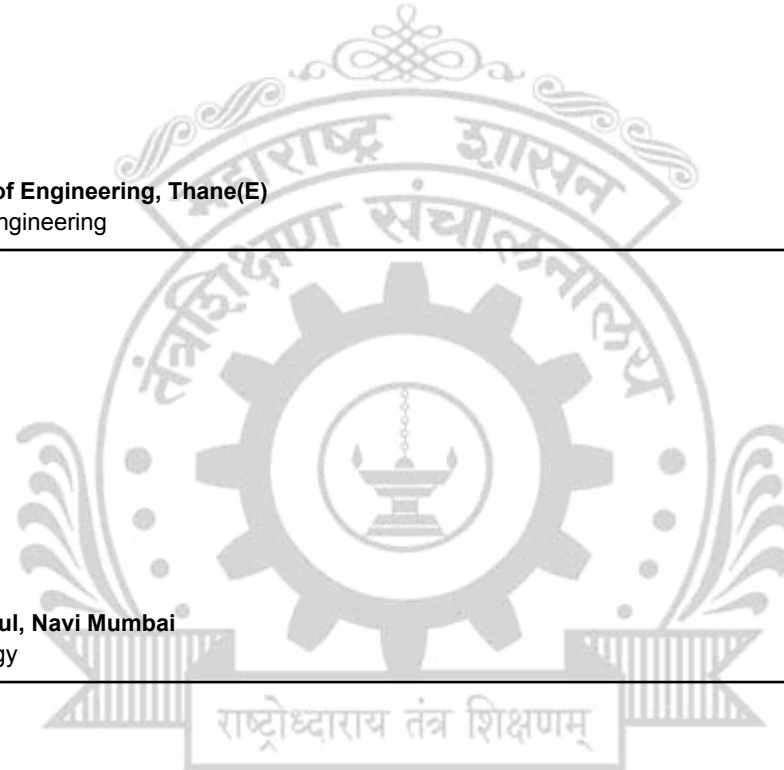 महाराष्ट्र शासन
of Engineering, Thane(E)
ngineering
तंत्रशिक्षण संचालनालय
ul, Navi Mumbai
gy
राष्ट्रोध्दाराय तंत्र शिक्षणम्